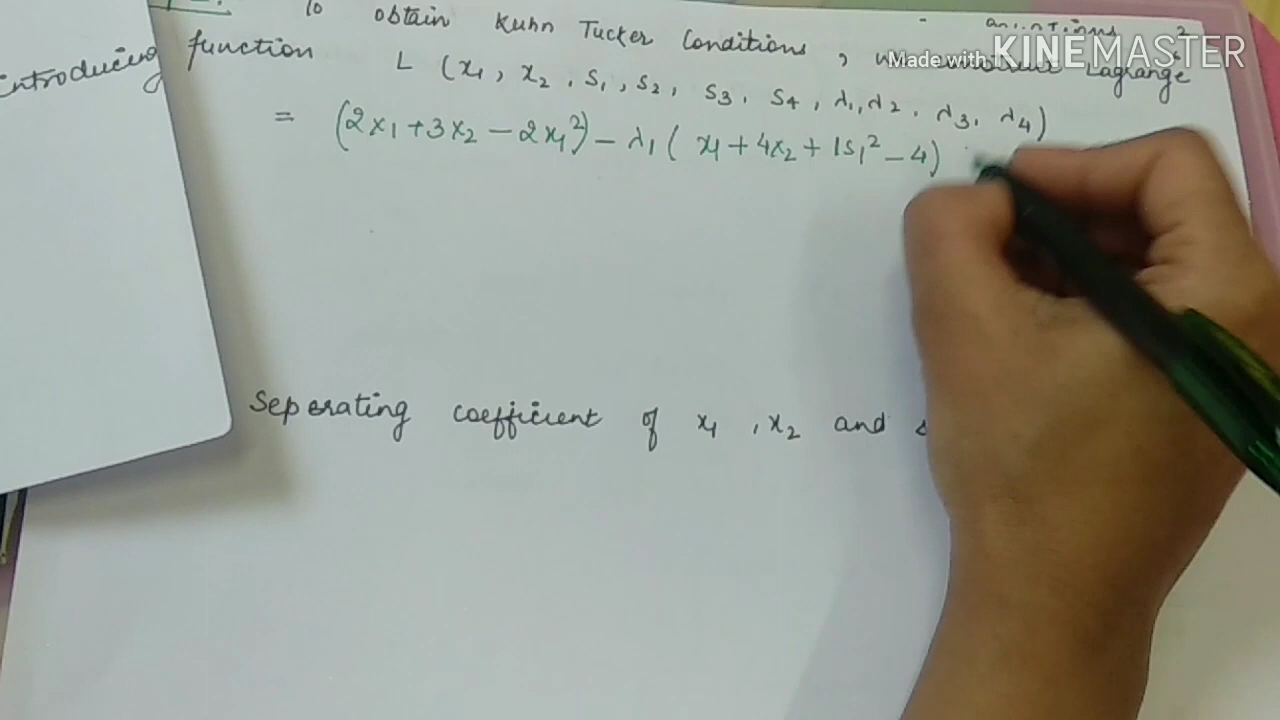 To obtain Kuhn Tucker Conditions, Lagrange
introducing function L (x₁, x₂, s₁, s₂, s₃, s₄, λ₁, λ₂, λ₃, λ₄)
= (2x₁ + 3x₂ − 2x₁²) − λ₁ ( x₁ + 4x₂ + 1s₁² − 4)
Seperating coefficient of x₁, x₂ and
Made with KINEMASTER